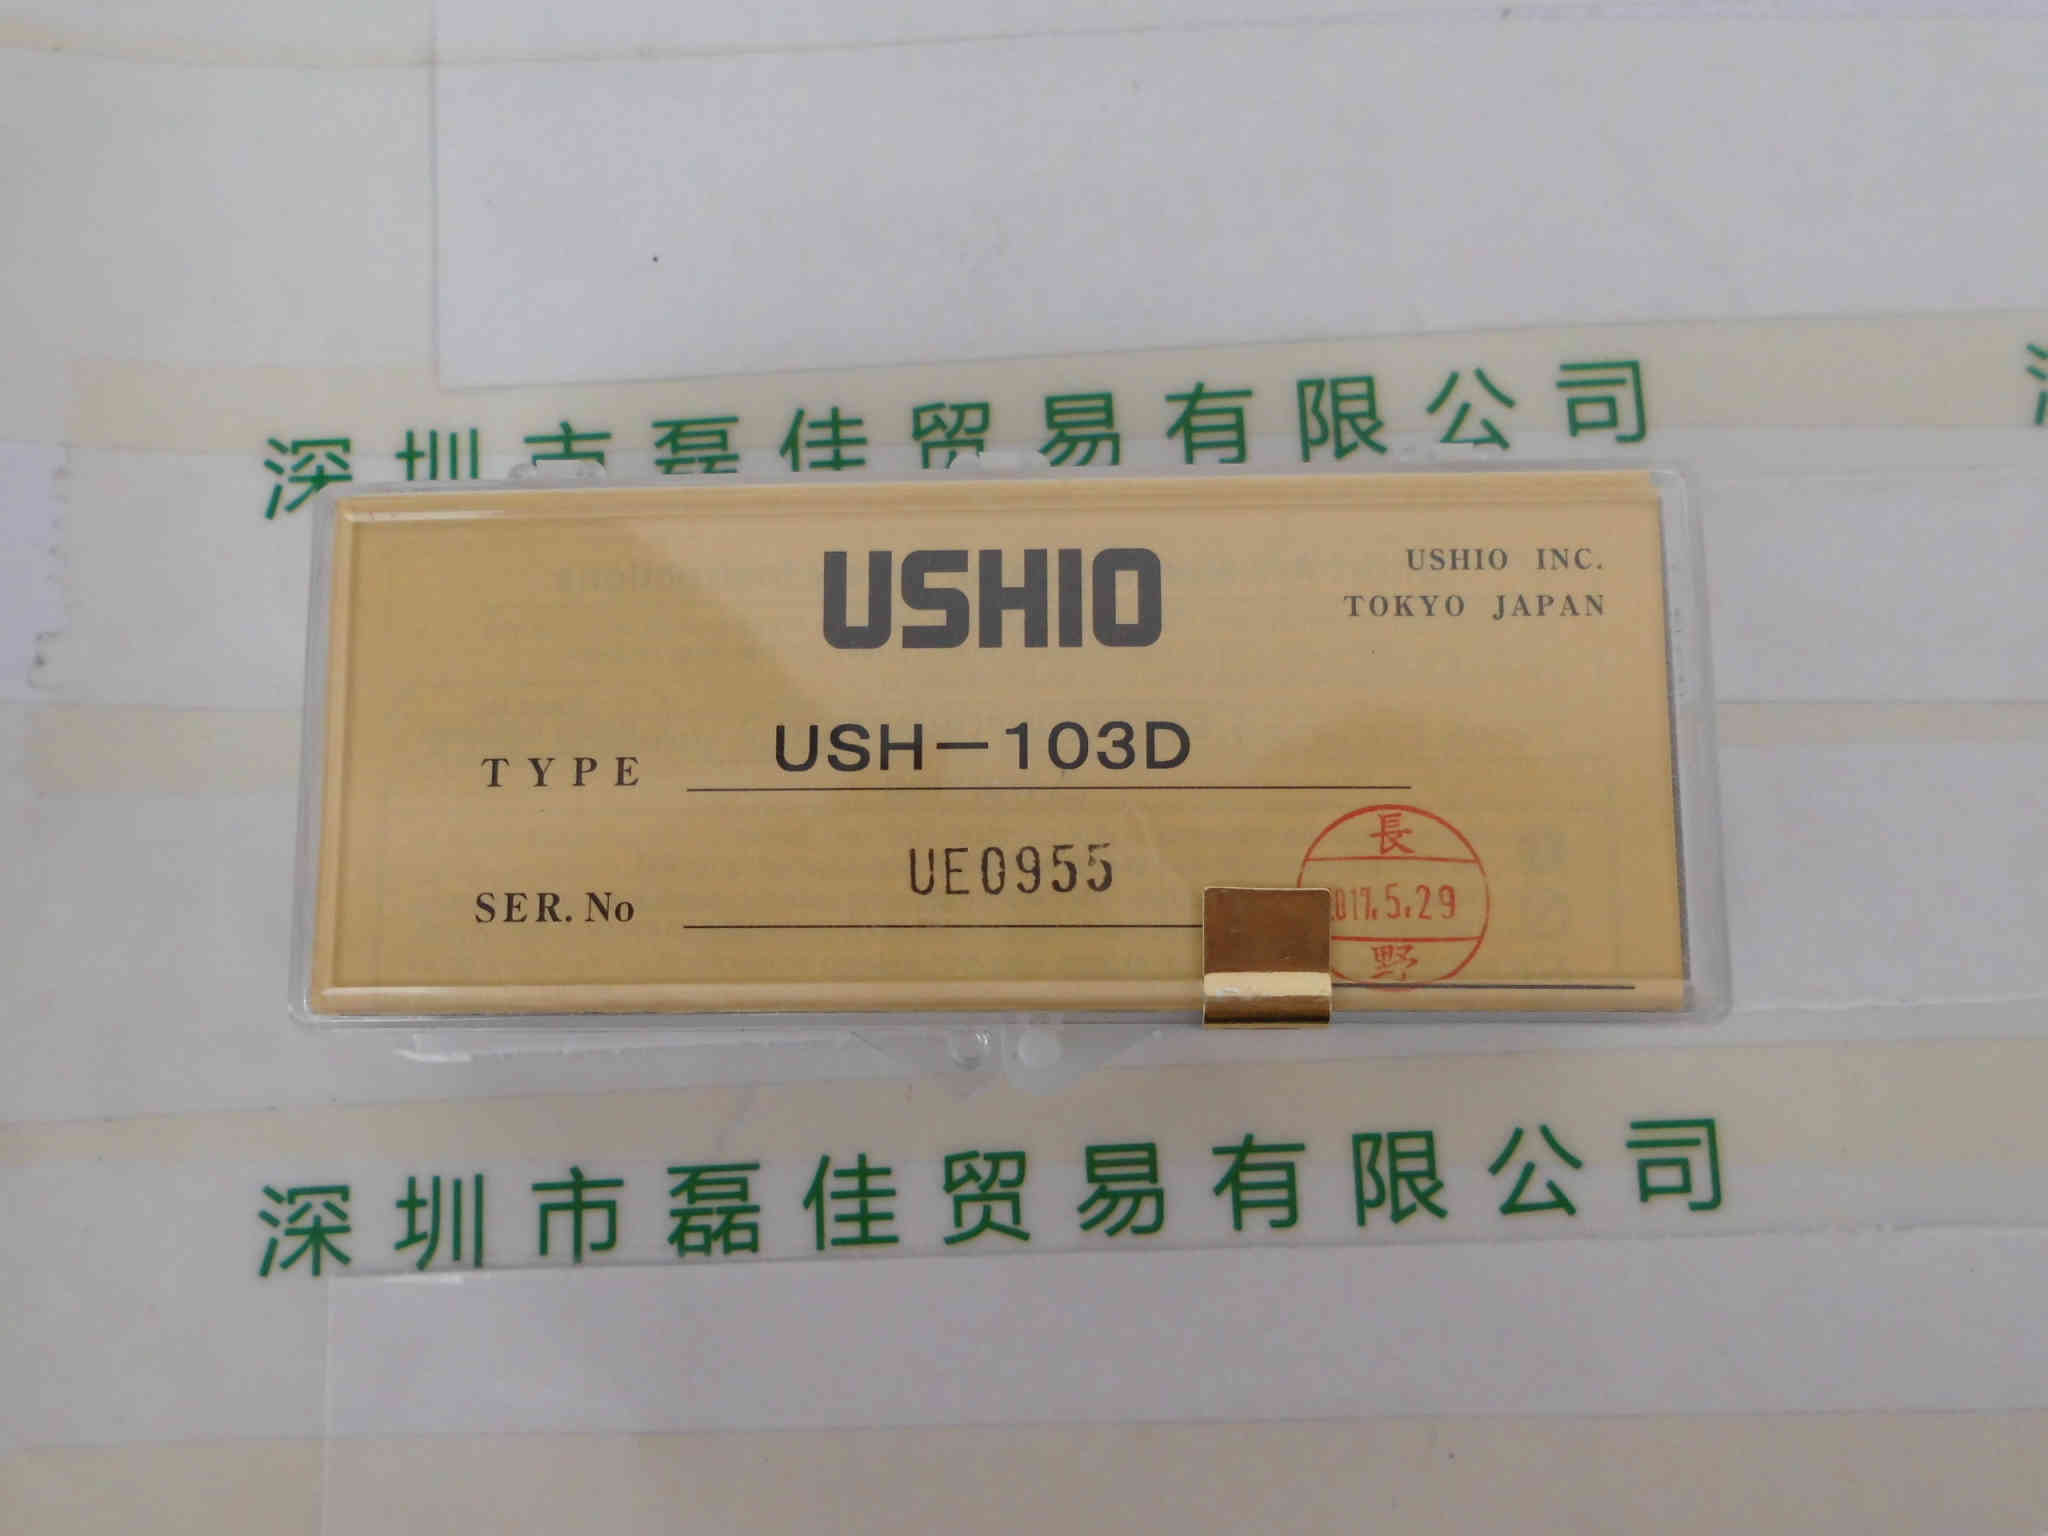 深圳市磊佳贸易有限公司
USHIO
USHIO INC.
TOKYO JAPAN
TYPE USH-103D
SER. No UE0955
長
2017.5.29
野
深圳市磊佳贸易有限公司